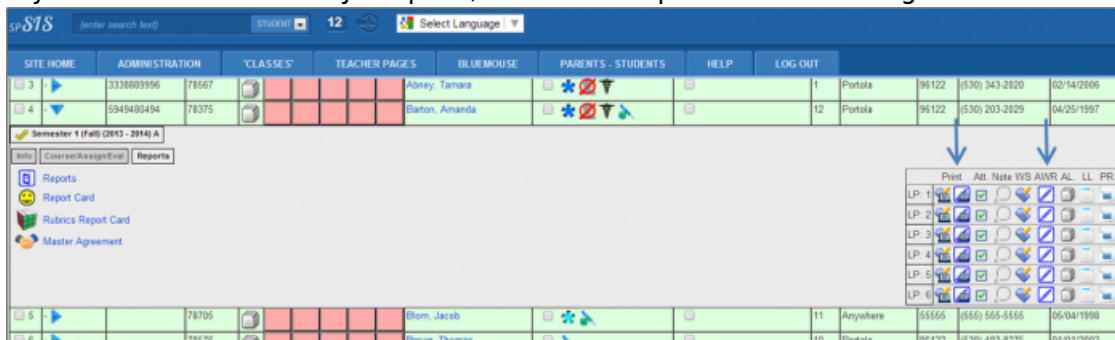 spSIS (enter search text) STUDENT 12 Select Language ▼
SITE HOME ADMINISTRATION 'CLASSES' TEACHER PAGES BLUEMOUSE PARENTS - STUDENTS HELP LOG OUT
3 - 3338089996 78567 Abney, Tamara 1 Portola 96122 (530) 343-2020 02/14/2006
4 - 5949480494 78375 Barton, Amanda 12 Portola 96122 (530) 203-2029 04/25/1997
Semester 1 (Fall) (2013 - 2014) A
Info Course/Assign/Eval Reports
Reports
Report Card
Rubrics Report Card
Master Agreement
Print Att. Note WS AWR AL. LL PR
LP: 1
LP: 2
LP: 3
LP: 4
LP: 5
LP: 6
5 - 78705 Blom, Jacob 11 Anywhere 55555 (555) 555-5555 05/04/1998